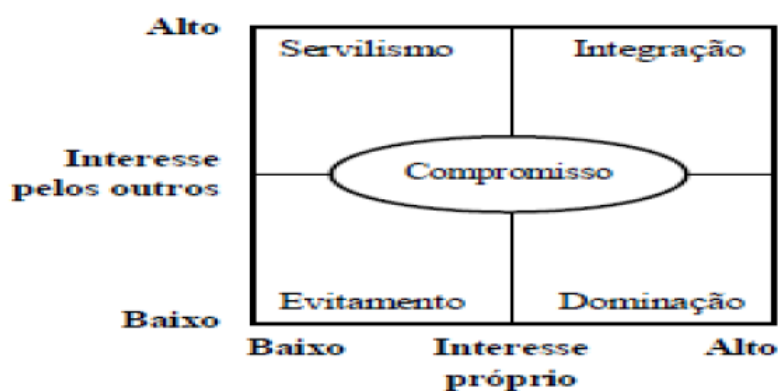 Alto
Servilismo
Integração
Interesse
pelos outros
Compromisso
Evitamento
Dominação
Baixo
Baixo
Interesse
próprio
Alto